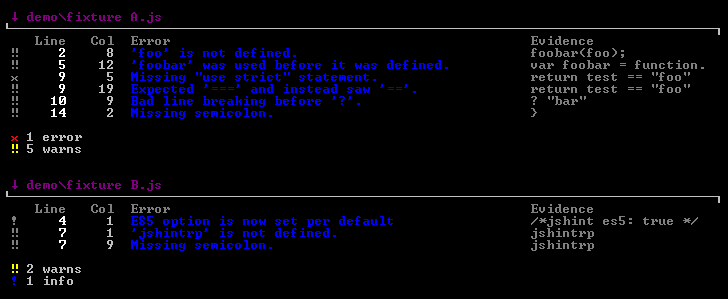 ↓ demo\fixture A.js
Line Col Error Evidence
‼ 2 8 'foo' is not defined. foobar(foo);
‼ 5 12 'foobar' was used before it was defined. var foobar = function.
× 9 5 Missing "use strict" statement. return test == "foo"
‼ 9 19 Expected '===' and instead saw '=='. return test == "foo"
‼ 10 9 Bad line breaking before '?'. ? "bar"
‼ 14 2 Missing semicolon. }
× 1 error
‼ 5 warns
↓ demo\fixture B.js
Line Col Error Evidence
! 4 1 ES5 option is now set per default /*jshint es5: true */
‼ 7 1 'jshintrp' is not defined. jshintrp
‼ 7 9 Missing semicolon. jshintrp
‼ 2 warns
! 1 info